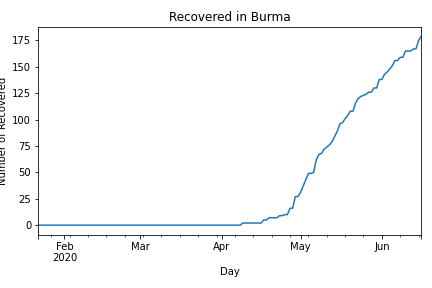 Recovered in Burma
Number of Recovered
175
150
125
100
75
50
25
0
Feb
2020
Mar
Apr
May
Jun
Day